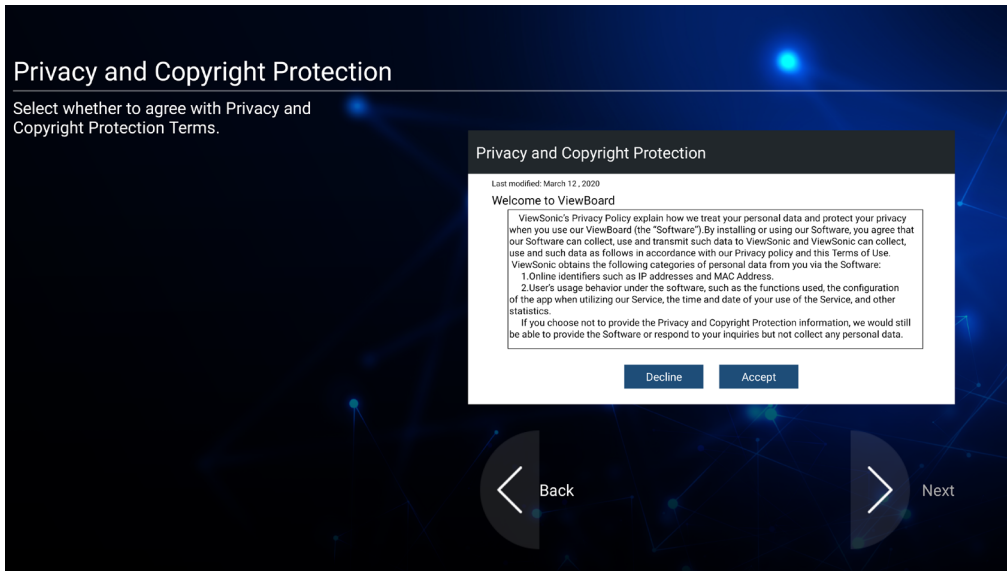 Privacy and Copyright Protection
Select whether to agree with Privacy and
Copyright Protection Terms.
Privacy and Copyright Protection
Last modified: March 12 , 2020
Welcome to ViewBoard
ViewSonic's Privacy Policy explain how we treat your personal data and protect your privacy
when you use our ViewBoard (the “Software”).By installing or using our Software, you agree that
our Software can collect, use and transmit such data to ViewSonic and ViewSonic can collect,
use and such data as follows in accordance with our Privacy policy and this Terms of Use.
ViewSonic obtains the following categories of personal data from you via the Software:
1.Online identifiers such as IP addresses and MAC Address.
2.User's usage behavior under the software, such as the functions used, the configuration
of the app when utilizing our Service, the time and date of your use of the Service, and other
statistics.
If you choose not to provide the Privacy and Copyright Protection information, we would still
be able to provide the Software or respond to your inquiries but not collect any personal data.
Decline Accept
Back Next